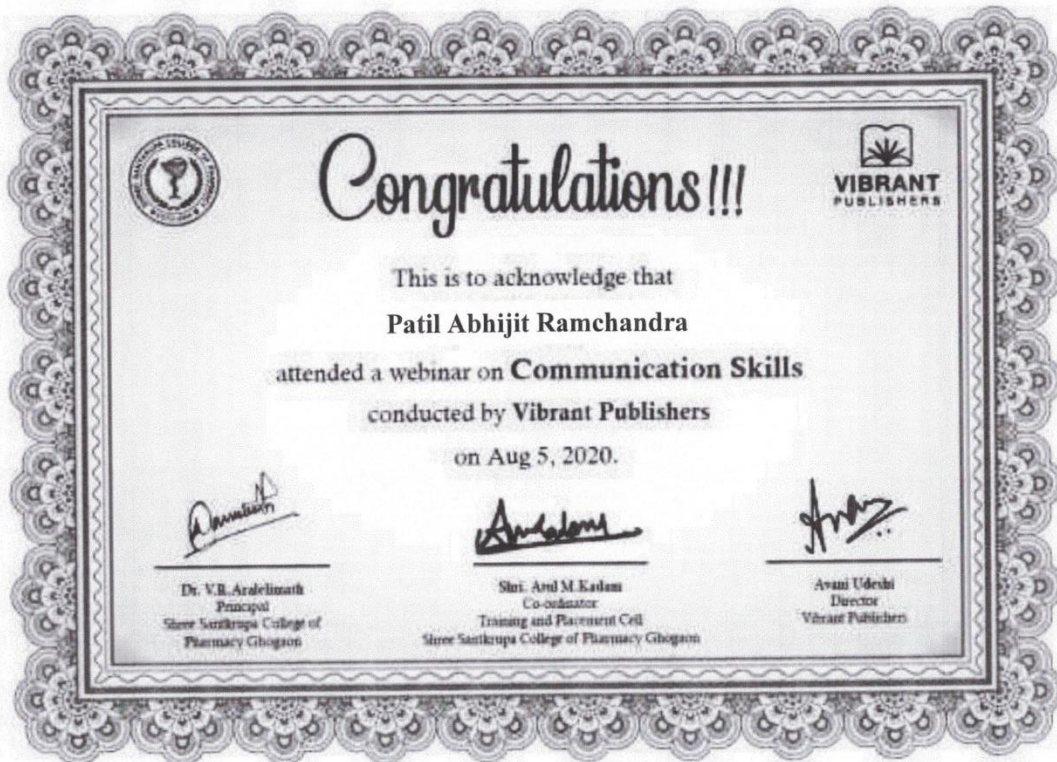 Congratulations!!!
VIBRANT
PUBLISHERS
This is to acknowledge that
Patil Abhijit Ramchandra
attended a webinar on Communication Skills
conducted by Vibrant Publishers
on Aug 5, 2020.
Dr. V.R.Aralelimath
Principal
Shree Santkrupa College of
Pharmacy Ghogaon
Shri. Amol M.Kadam
Co-ordinator
Training and Placement Cell
Shree Santkrupa College of Pharmacy Ghogaon
Avani Udeshi
Director
Vibrant Publishers